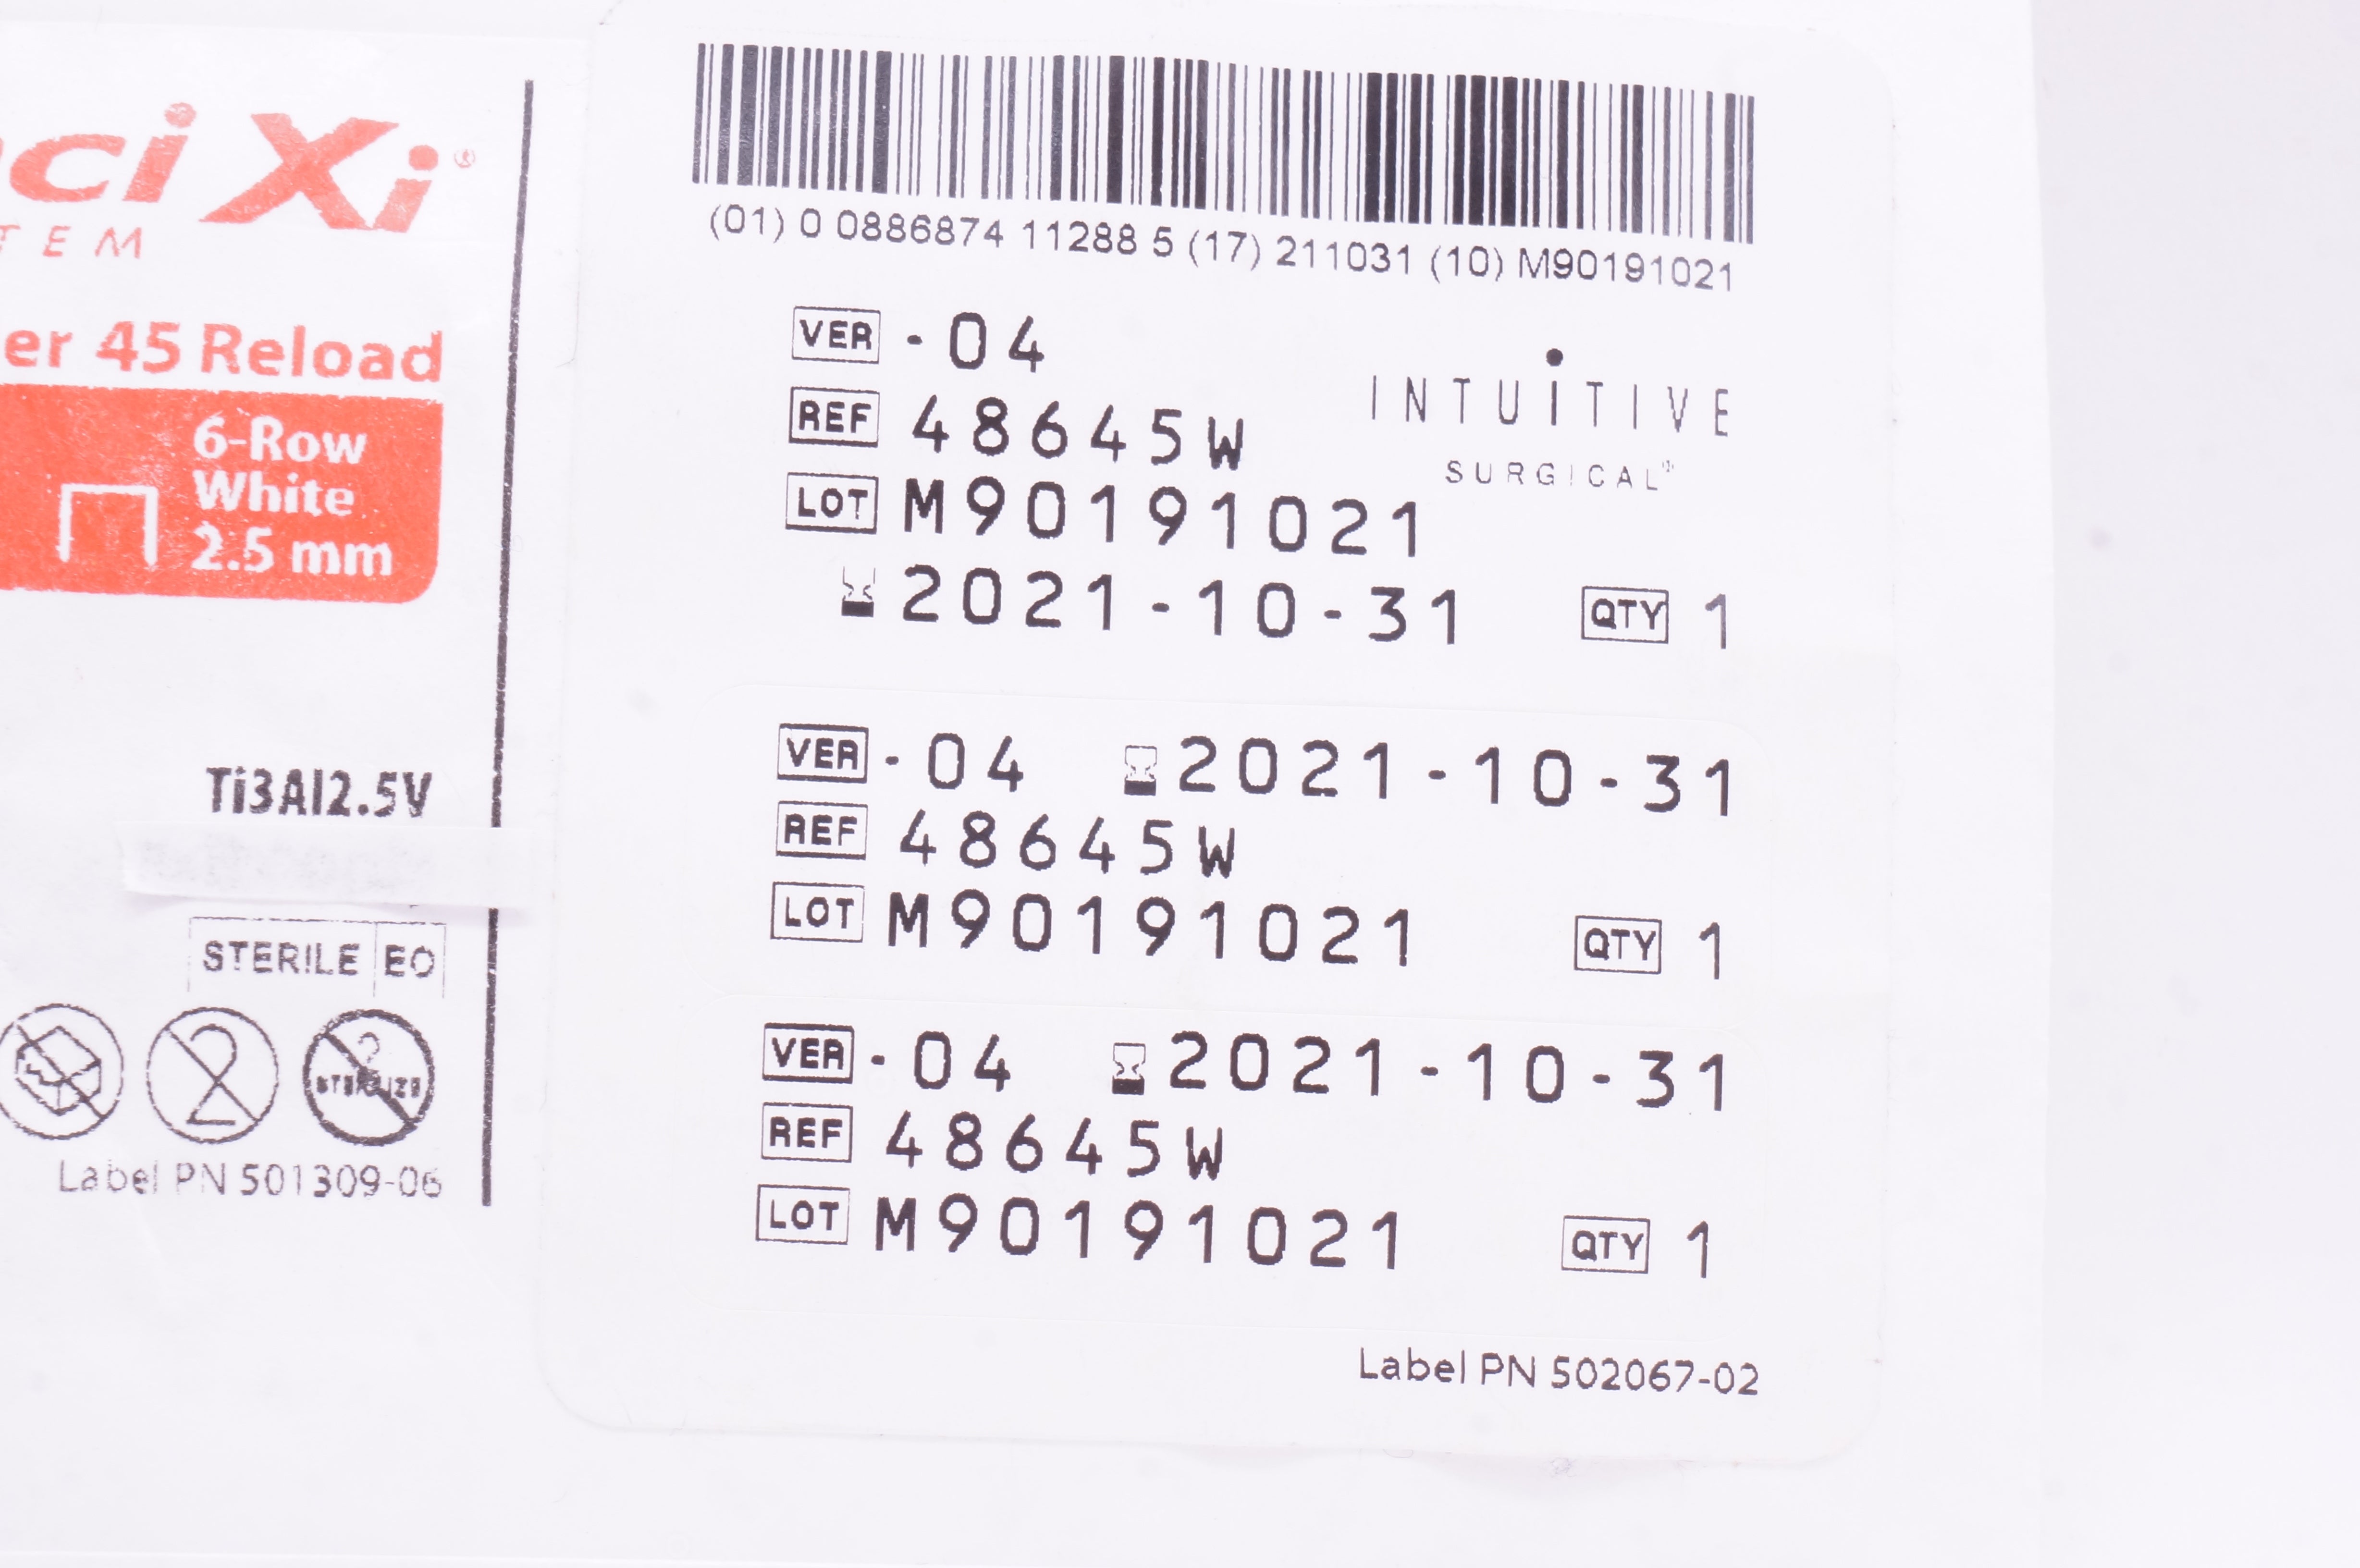 ci Xi®
TEM
er 45 Reload
6-Row
White
2.5 mm
Ti3Al2.5V
STERILE EO
2
2
STERILIZE
Label PN 501309-06
(01) 0 0886874 11288 5 (17) 211031 (10) M90191021
VER -04
REF 48645W
INTUITIVE
SURGICAL®
LOT M90191021
2021-10-31 QTY 1
VER -04 2021-10-31
REF 48645W
LOT M90191021 QTY 1
VER -04 2021-10-31
REF 48645W
LOT M90191021 QTY 1
Label PN 502067-02